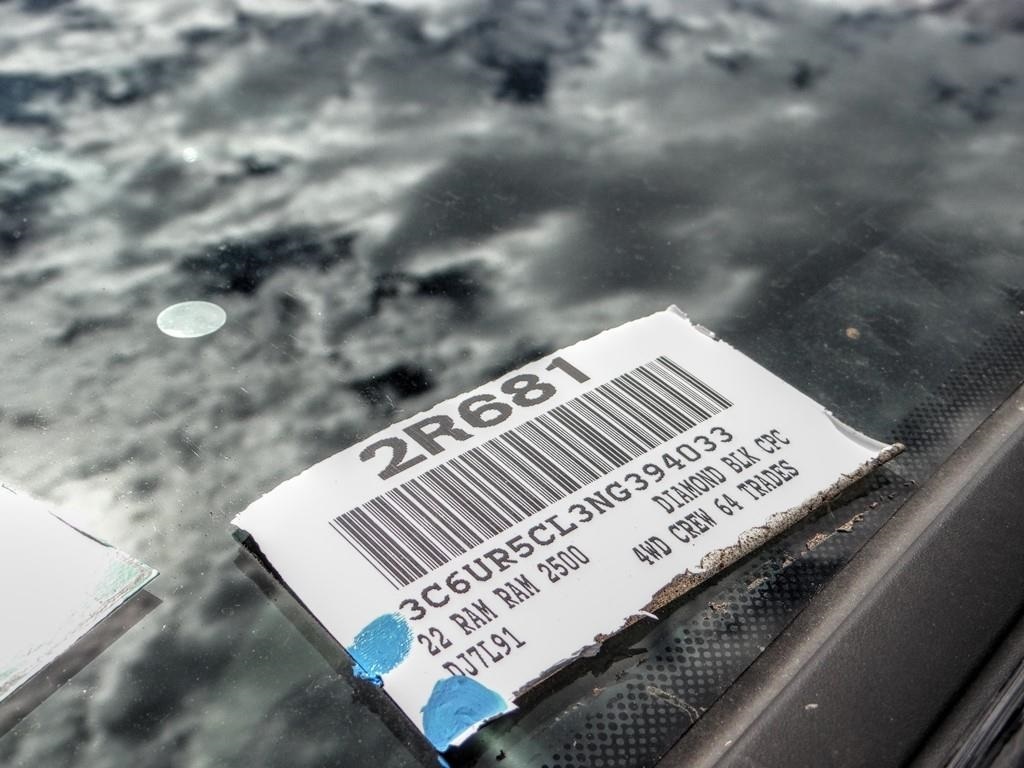 2R681
3C6UR5CL3NG394033
22 RAM RAM 2500 DIAMOND BLK CPC
DJ7L91 4WD CREW 64 TRADES